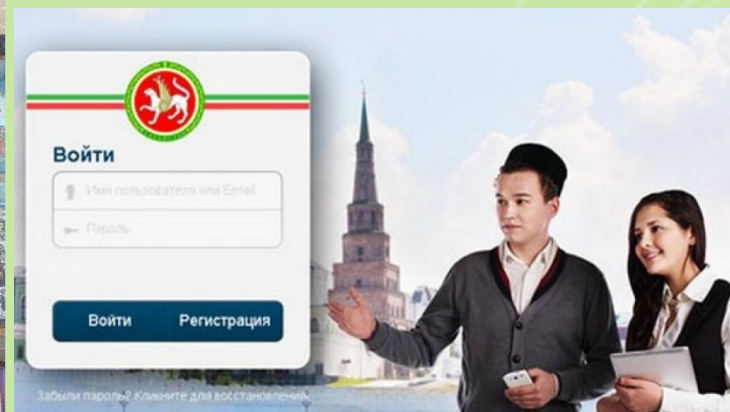 Войти
Имя пользователя или Email
Пароль
Войти
Регистрация
Забыли пароль? Кликните для восстановления.